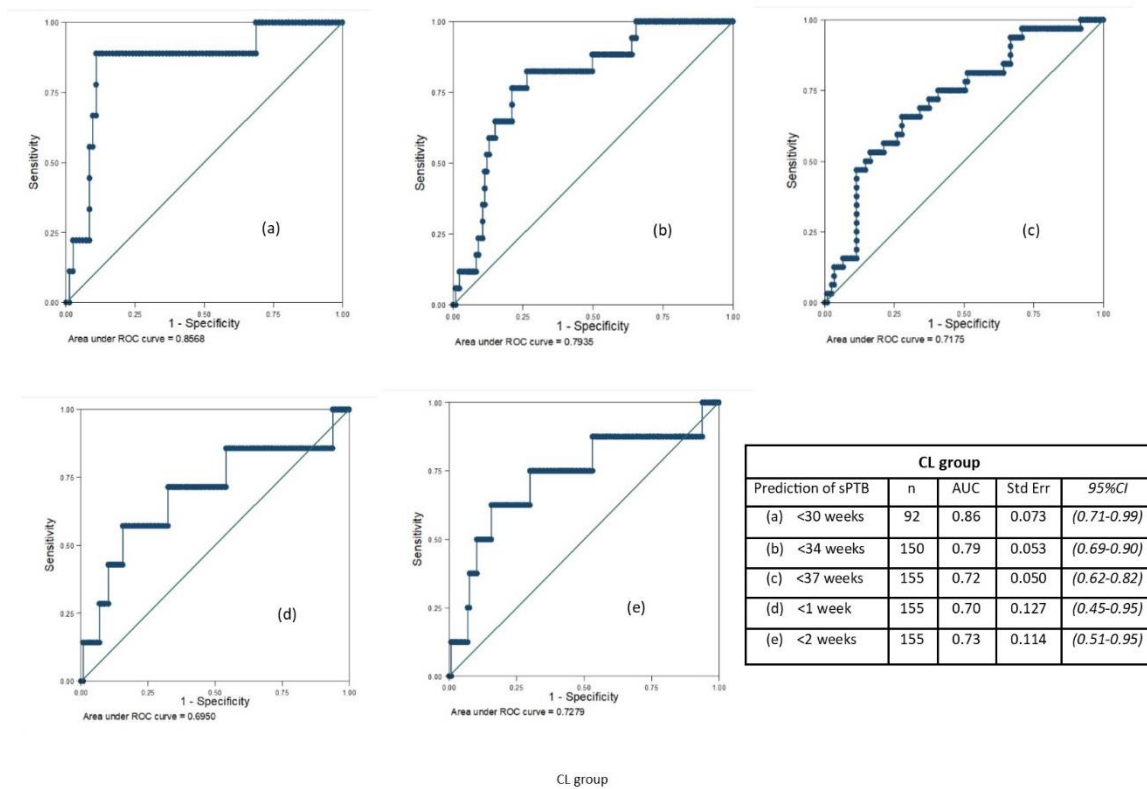 1.00
0.75
0.50
0.25
0.00
Sensitivity
(a)
0.00 0.25 0.50 0.75 1.00
1 - Specificity
Area under ROC curve = 0.8568
1.00
0.75
0.50
0.25
0.00
Sensitivity
(b)
0.00 0.25 0.50 0.75 1.00
1 - Specificity
Area under ROC curve = 0.7935
1.00
0.75
0.50
0.25
0.00
Sensitivity
(c)
0.00 0.25 0.50 0.75 1.00
1 - Specificity
Area under ROC curve = 0.7175
1.00
0.75
0.50
0.25
0.00
Sensitivity
(d)
0.00 0.25 0.50 0.75 1.00
1 - Specificity
Area under ROC curve = 0.6950
1.00
0.75
0.50
0.25
0.00
Sensitivity
(e)
0.00 0.25 0.50 0.75 1.00
1 - Specificity
Area under ROC curve = 0.7279
CL group
Prediction of sPTB n AUC Std Err 95%CI
(a) <30 weeks 92 0.86 0.073 (0.71-0.99)
(b) <34 weeks 150 0.79 0.053 (0.69-0.90)
(c) <37 weeks 155 0.72 0.050 (0.62-0.82)
(d) <1 week 155 0.70 0.127 (0.45-0.95)
(e) <2 weeks 155 0.73 0.114 (0.51-0.95)
CL group